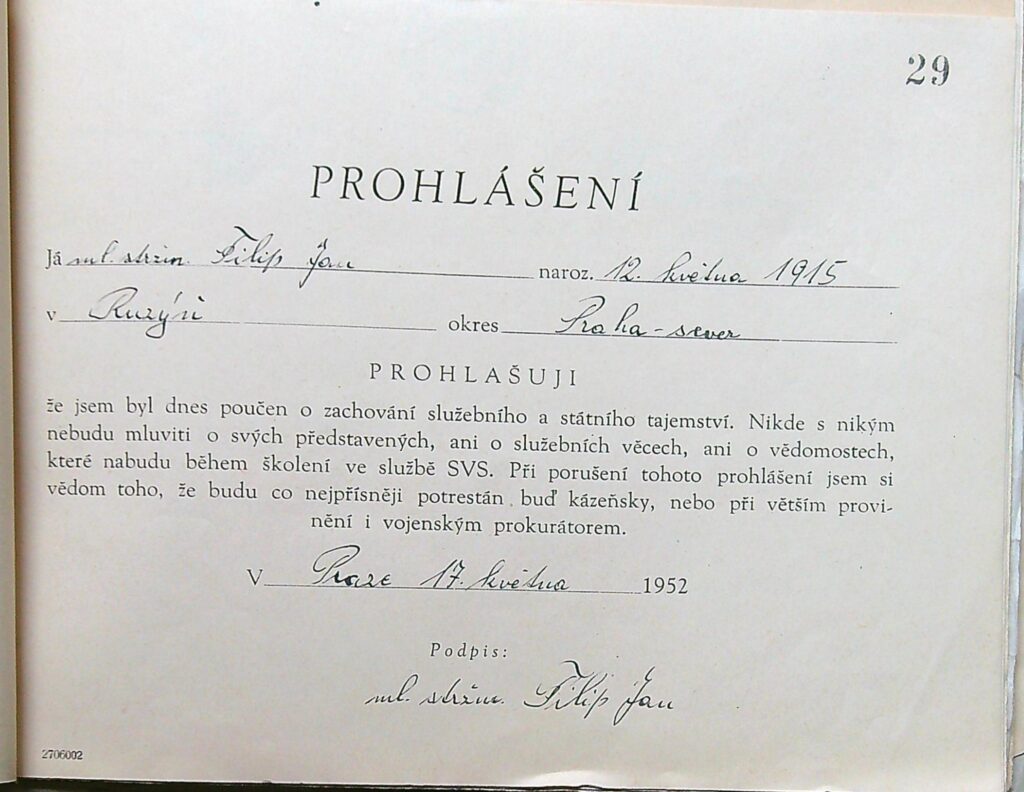 29
PROHLÁŠENÍ
Já ml. stržm. Filip Jan naroz. 12. května 1915
v Ruzýni okres Praha-sever
PROHLAŠUJI
že jsem byl dnes poučen o zachování služebního a státního tajemství. Nikde s nikým
nebudu mluviti o svých představených, ani o služebních věcech, ani o vědomostech,
které nabudu během školení ve službě SVS. Při porušení tohoto prohlášení jsem si
vědom toho, že budu co nejpřísněji potrestán buď kázeňsky, nebo při větším provi-
nění i vojenským prokurátorem.
V Praze 17. května 1952
Podpis:
ml. stržm. Filip Jan
2706002